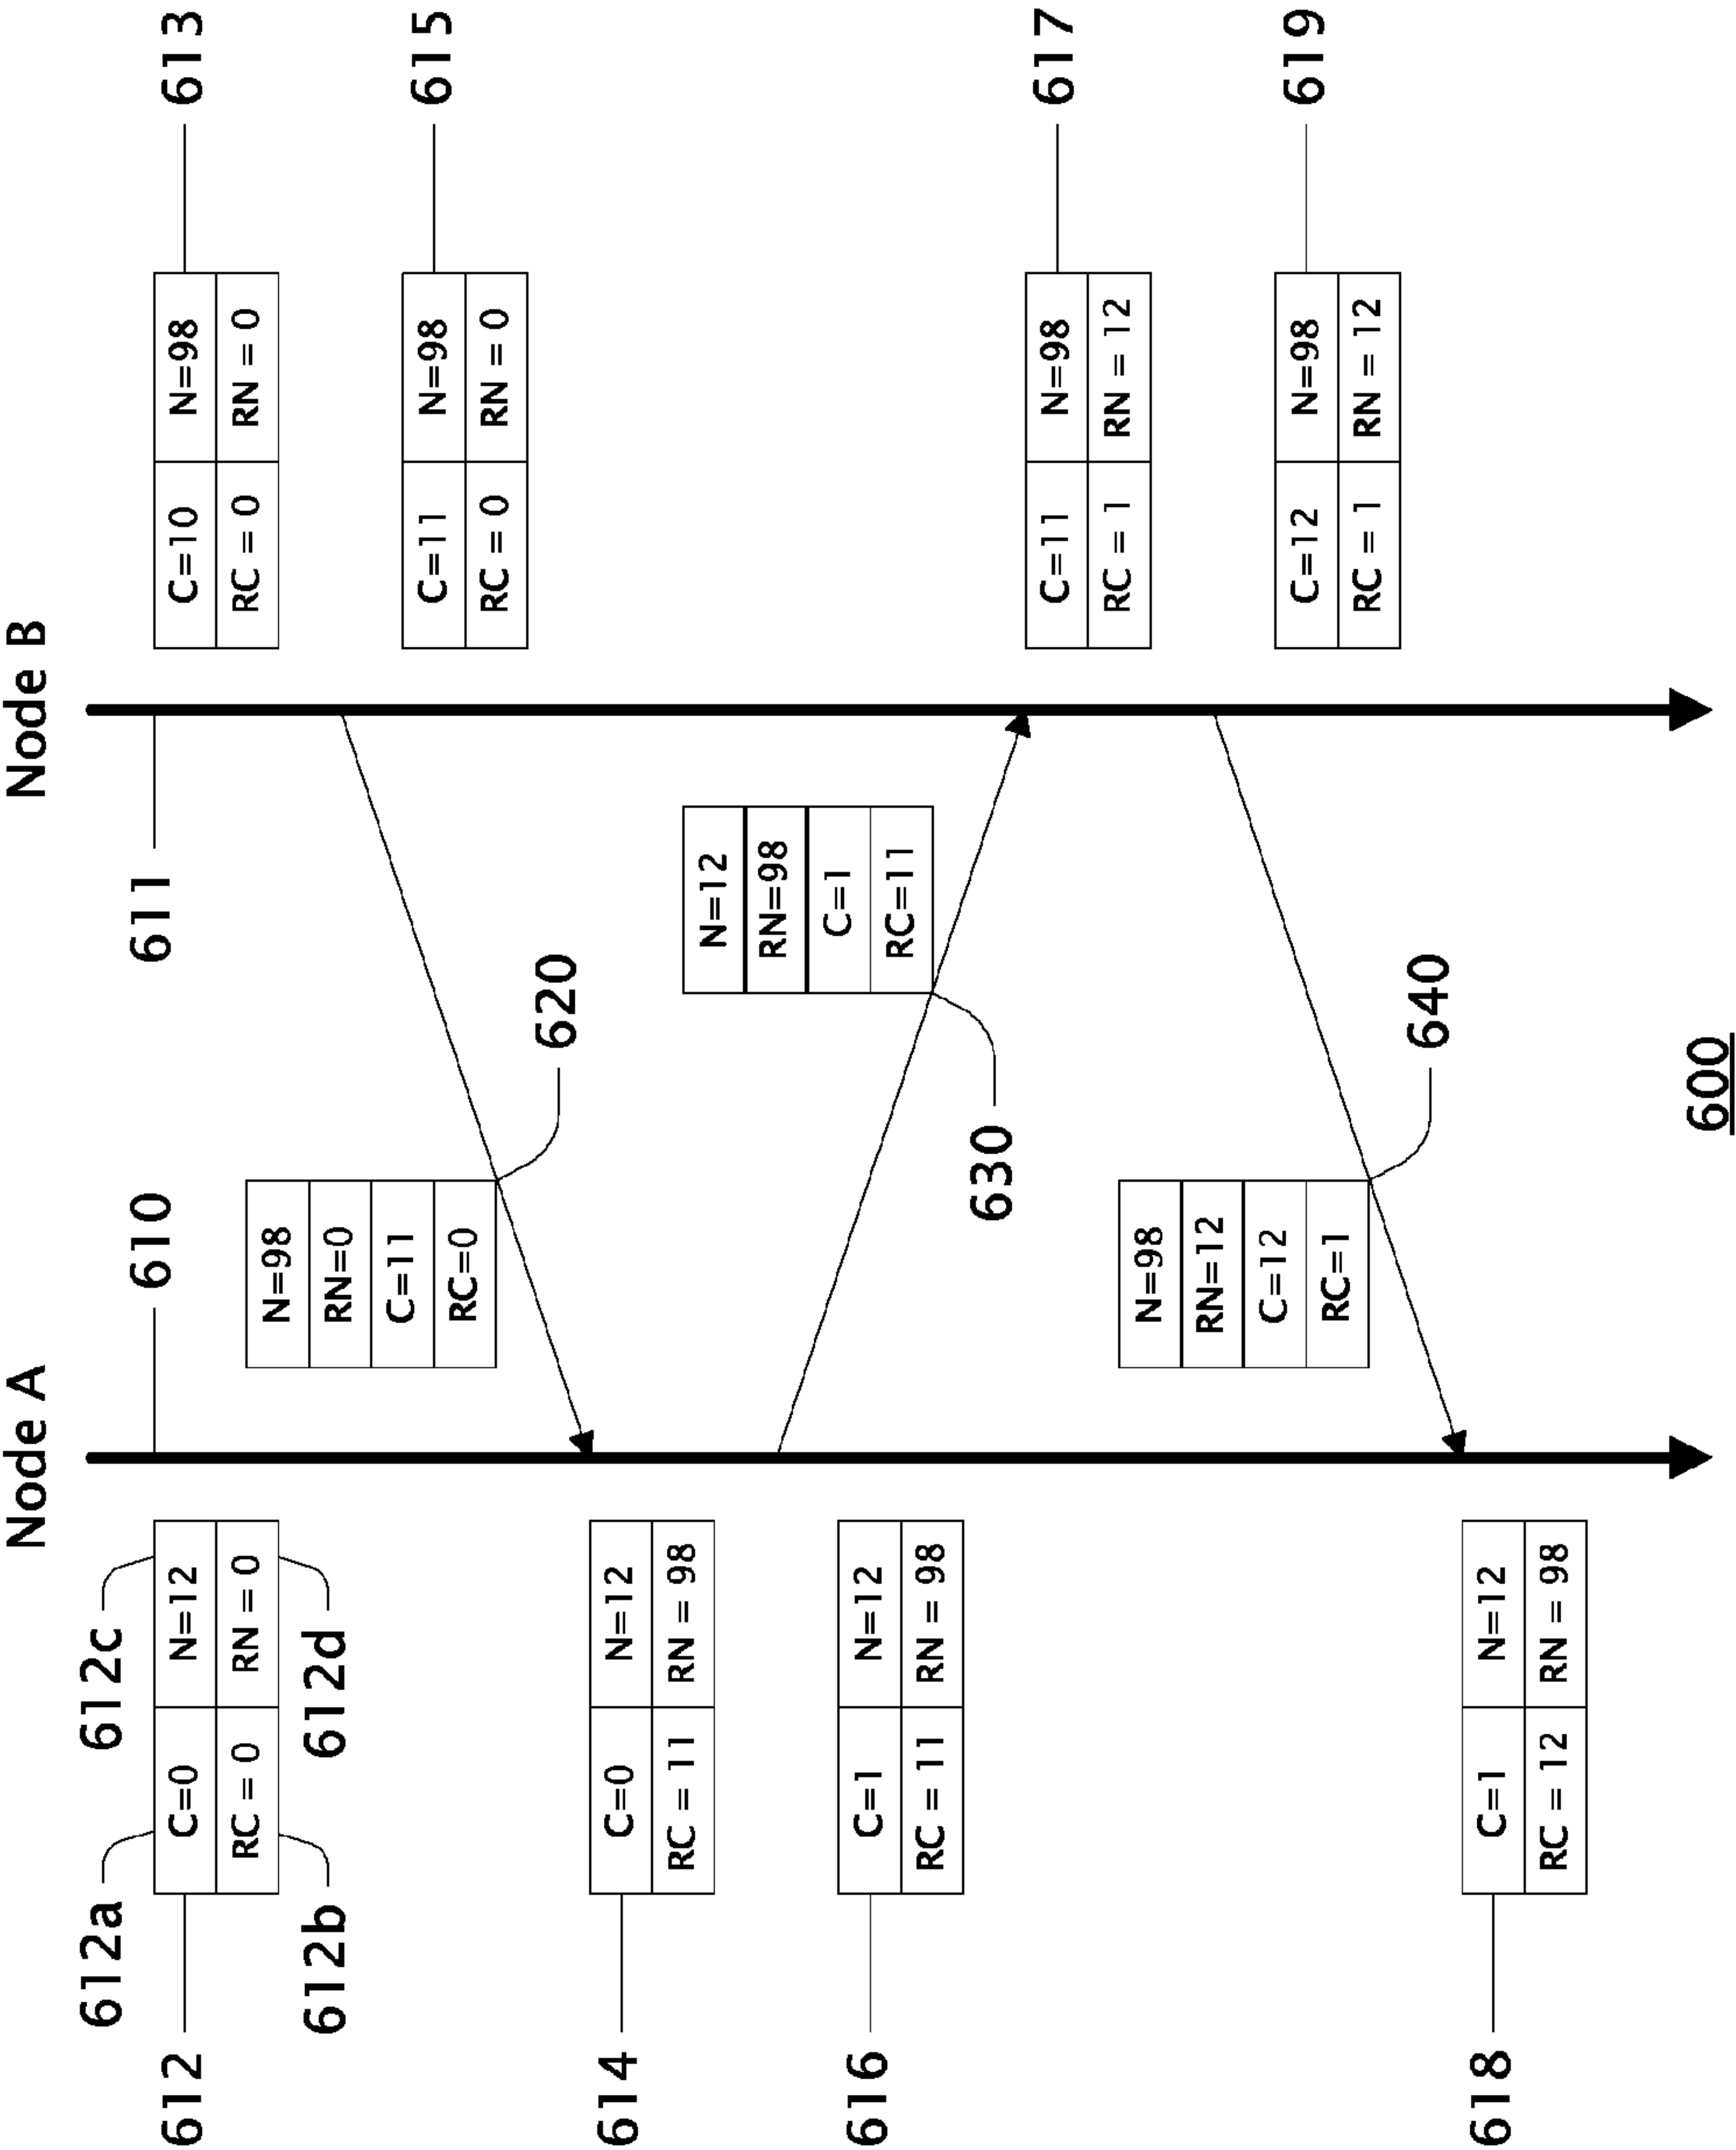 Node A
Node B
610
611
612a
612c
612
C=0
N=12
RC = 0
RN = 0
612b
612d
C=10
N=98
RC = 0
RN = 0
613
N=98
RN=0
C=11
RC=0
620
C=11
N=98
RC = 0
RN = 0
615
614
C=0
N=12
RC = 11
RN = 98
N=12
RN=98
C=1
RC=11
630
616
C=1
N=12
RC = 11
RN = 98
C=11
N=98
RC = 1
RN = 12
617
N=98
RN=12
C=12
RC=1
640
C=12
N=98
RC = 1
RN = 12
619
618
C=1
N=12
RC = 12
RN = 98
600